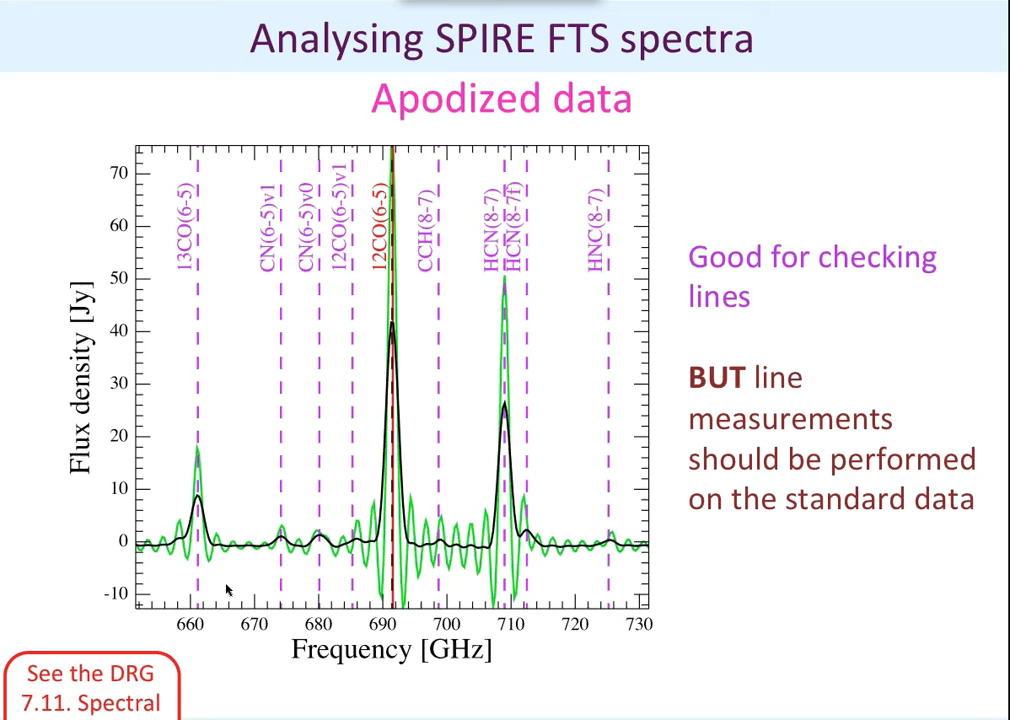 Analysing SPIRE FTS spectra
Apodized data
Flux density [Jy]
70
60
50
40
30
20
10
0
-10
13CO(6-5)
CN(6-5)v1
CN(6-5)v0
12CO(6-5)v1
12CO(6-5)
CCH(8-7)
HCN(8-7)
HCN(8-7f)
HNC(8-7)
660 670 680 690 700 710 720 730
Frequency [GHz]
Good for checking
lines
BUT line
measurements
should be performed
on the standard data
See the DRG
7.11. Spectral